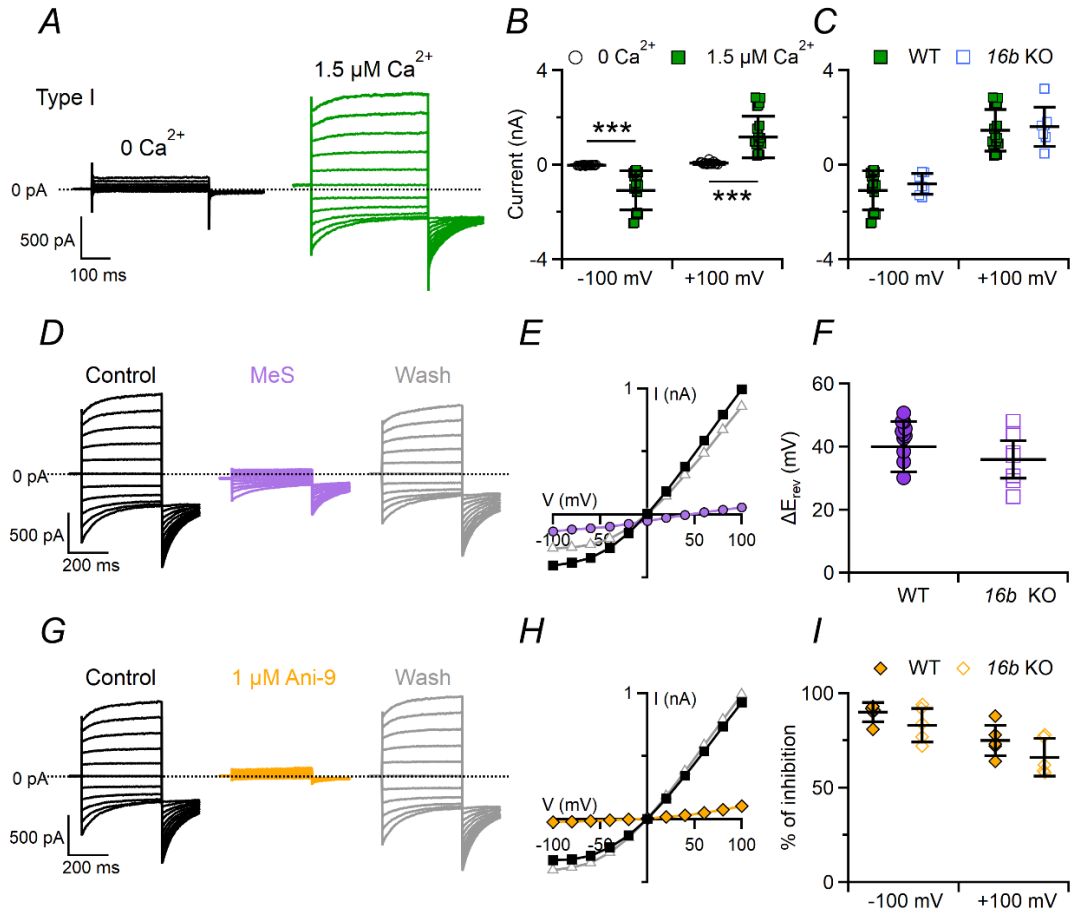 A
Type I
0 Ca²⁺
1.5 µM Ca²⁺
0 pA
500 pA
100 ms
B
0 Ca²⁺ 1.5 µM Ca²⁺
Current (nA)
4
0
-4
***
***
-100 mV +100 mV
C
WT 16b KO
4
0
-4
-100 mV +100 mV
D
Control MeS Wash
0 pA
500 pA
200 ms
E
1
I (nA)
V (mV)
-100 -50 50 100
F
ΔE_rev (mV)
60
40
20
0
WT 16b KO
G
Control 1 µM Ani-9 Wash
0 pA
500 pA
200 ms
H
1
I (nA)
V (mV)
-100 -50 50 100
I
WT 16b KO
% of inhibition
100
50
0
-100 mV +100 mV